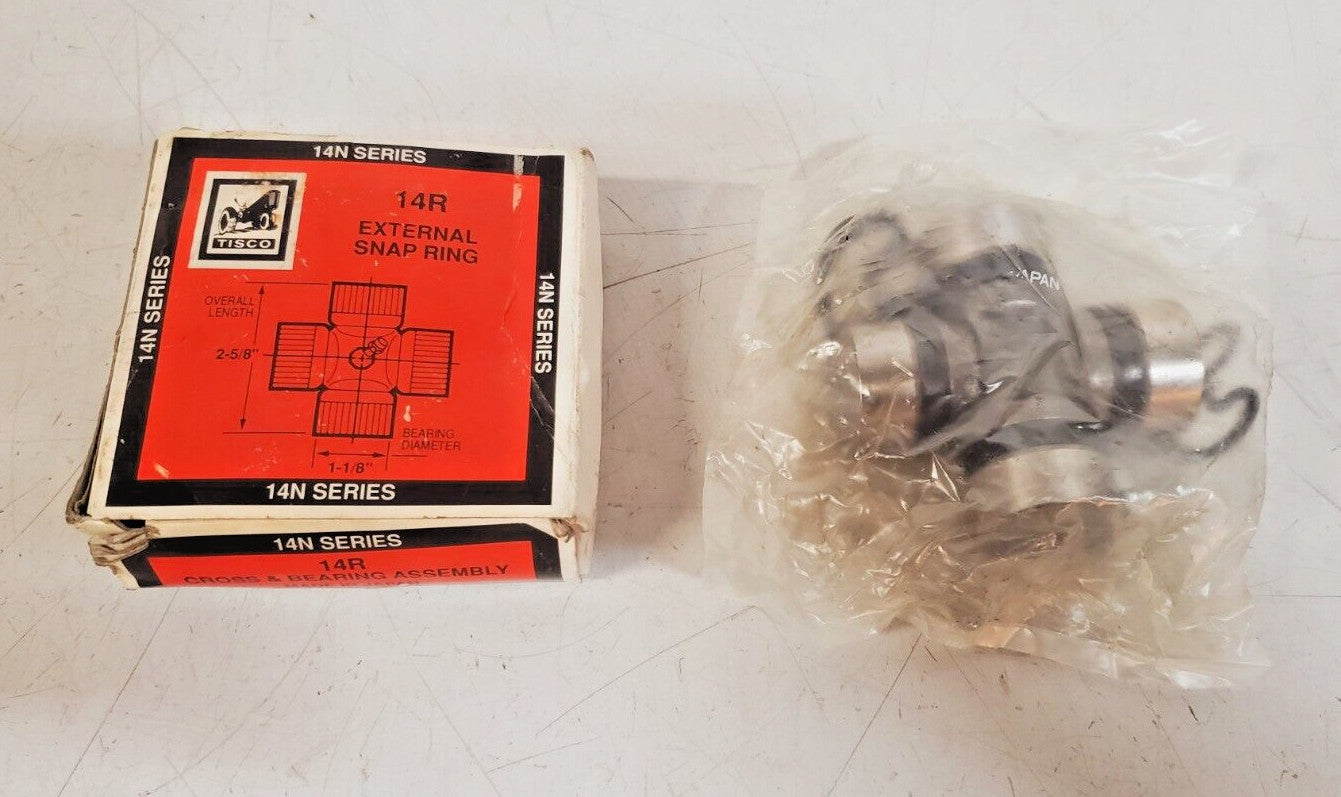 14N SERIES
TISCO
14R
EXTERNAL
SNAP RING
14N SERIES
14N SERIES
OVERALL
LENGTH
2-5/8"
BEARING
DIAMETER
1-1/8"
14N SERIES
14N SERIES
14R
CROSS & BEARING ASSEMBLY
JAPAN